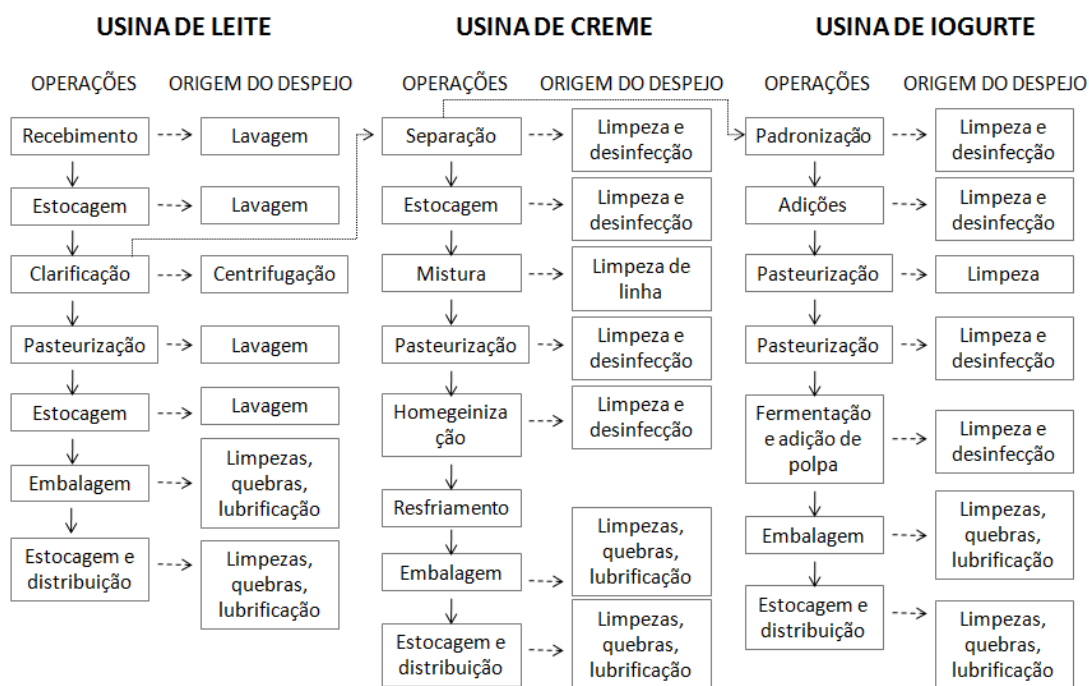 USINA DE LEITE
OPERAÇÕES
ORIGEM DO DESPEJO
Recebimento
Lavagem
Estocagem
Lavagem
Clarificação
Centrifugação
Pasteurização
Lavagem
Estocagem
Lavagem
Embalagem
Limpezas,
quebras,
lubrificação
Estocagem e
distribuição
Limpezas,
quebras,
lubrificação
USINA DE CREME
OPERAÇÕES
ORIGEM DO DESPEJO
Separação
Limpeza e
desinfecção
Estocagem
Limpeza e
desinfecção
Mistura
Limpeza de
linha
Pasteurização
Limpeza e
desinfecção
Homegeiniza
ção
Limpeza e
desinfecção
Resfriamento
Embalagem
Limpezas,
quebras,
lubrificação
Estocagem e
distribuição
Limpezas,
quebras,
lubrificação
USINA DE IOGURTE
OPERAÇÕES
ORIGEM DO DESPEJO
Padronização
Limpeza e
desinfecção
Adições
Limpeza e
desinfecção
Pasteurização
Limpeza
Pasteurização
Limpeza e
desinfecção
Fermentação
e adição de
polpa
Limpeza e
desinfecção
Embalagem
Limpezas,
quebras,
lubrificação
Estocagem e
distribuição
Limpezas,
quebras,
lubrificação